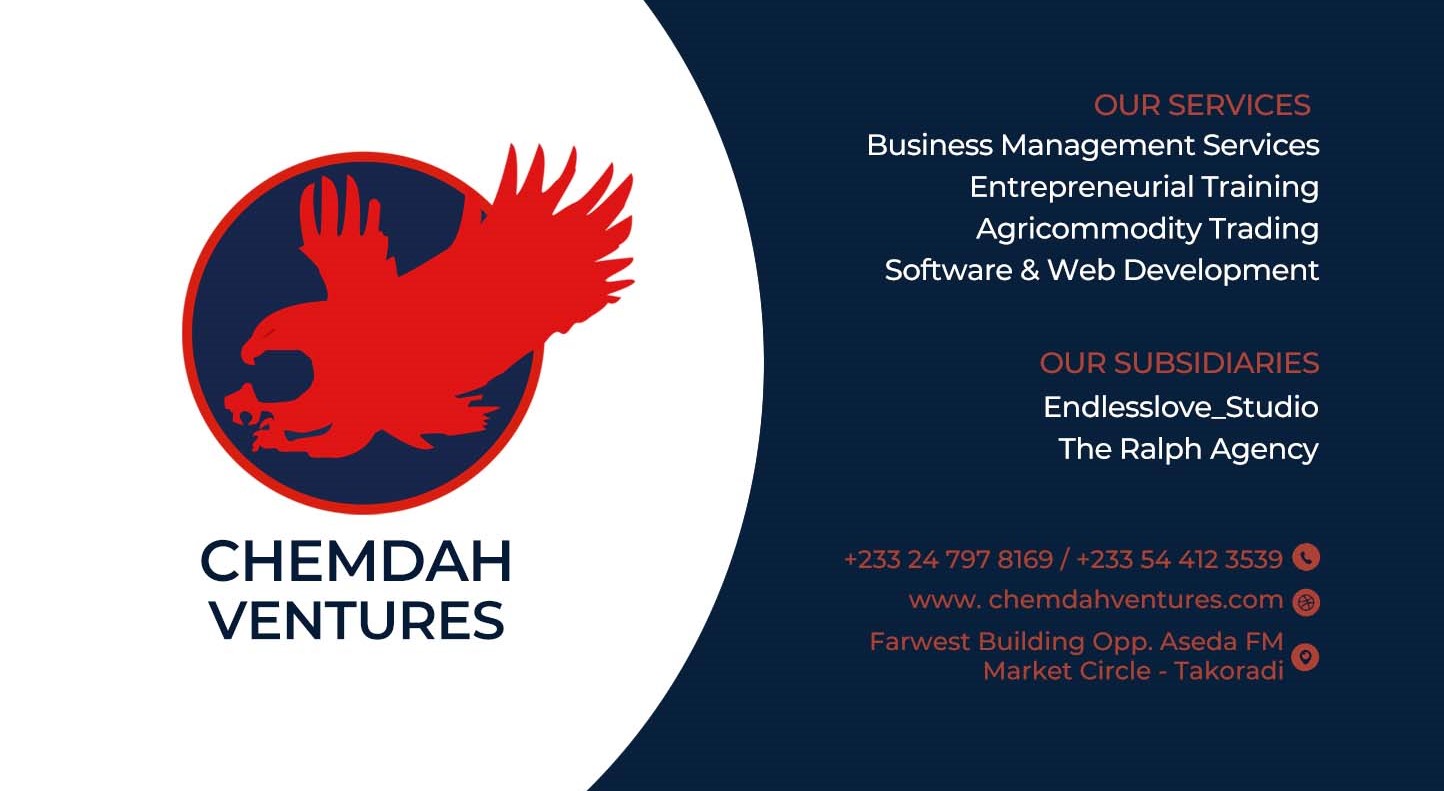 CHEMDAH
VENTURES
OUR SERVICES
Business Management Services
Entrepreneurial Training
Agricommodity Trading
Software & Web Development
OUR SUBSIDIARIES
Endlesslove_Studio
The Ralph Agency
+233 24 797 8169 / +233 54 412 3539
www. chemdahventures.com
Farwest Building Opp. Aseda FM
Market Circle - Takoradi